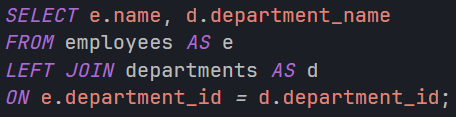 SELECT e.name, d.department_name
FROM employees AS e
LEFT JOIN departments AS d
ON e.department_id = d.department_id;